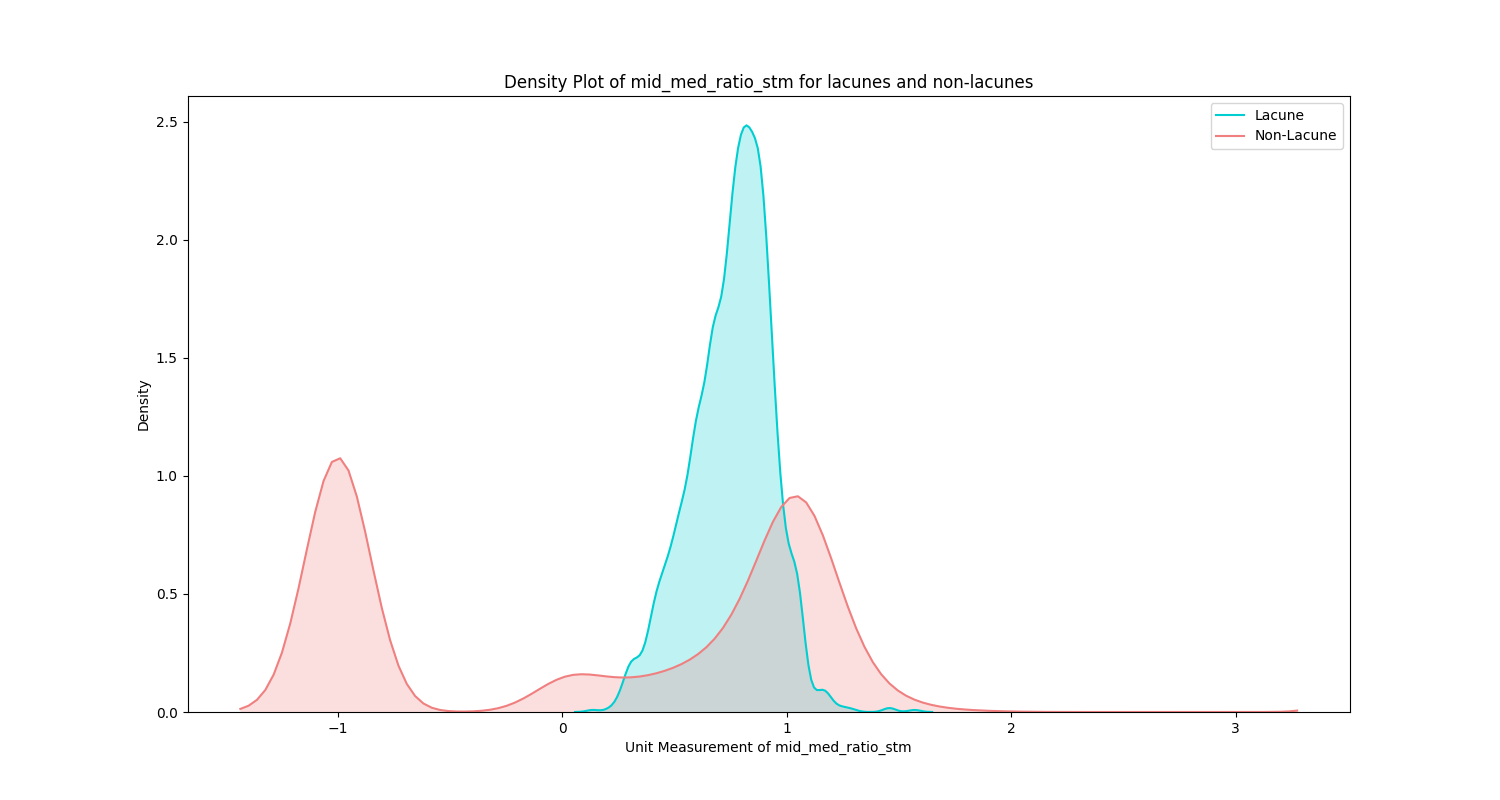 Density Plot of mid_med_ratio_stm for lacunes and non-lacunes
Lacune
Non-Lacune
2.5
2.0
1.5
1.0
0.5
0.0
Density
−1
0
1
2
3
Unit Measurement of mid_med_ratio_stm